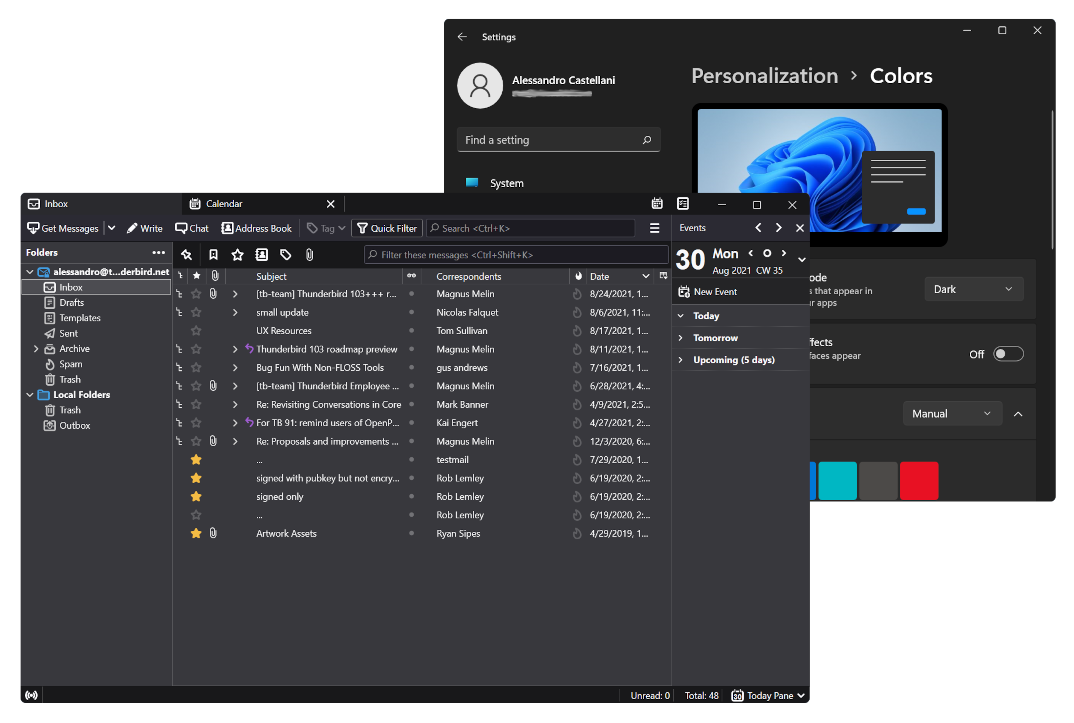 Settings
Alessandro Castellani
Find a setting
System
Personalization > Colors
ode
s that appear in
ur apps
Dark
ffects
faces appear
Off
Manual
Inbox
Calendar
Get Messages
Write
Chat
Address Book
Tag
Quick Filter
Search <Ctrl+K>
Folders
alessandro@t...derbird.net
Inbox
Drafts
Templates
Sent
Archive
Spam
Trash
Local Folders
Trash
Outbox
Filter these messages <Ctrl+Shift+K>
Subject Correspondents Date
[tb-team] Thunderbird 103+++ r... Magnus Melin 8/24/2021, 1...
small update Nicolas Falquet 8/6/2021, 11:...
UX Resources Tom Sullivan 8/17/2021, 1...
Thunderbird 103 roadmap preview Magnus Melin 8/11/2021, 1...
Bug Fun With Non-FLOSS Tools gus andrews 7/16/2021, 1...
[tb-team] Thunderbird Employee ... Magnus Melin 6/28/2021, 4:...
Re: Revisiting Conversations in Core Mark Banner 4/9/2021, 2:5...
For TB 91: remind users of OpenP... Kai Engert 4/27/2021, 2:...
Re: Proposals and improvements ... Magnus Melin 12/3/2020, 6:...
... testmail 7/29/2020, 1...
signed with pubkey but not encry... Rob Lemley 6/19/2020, 2:...
signed only Rob Lemley 6/19/2020, 2:...
... Rob Lemley 6/19/2020, 2:...
Artwork Assets Ryan Sipes 4/29/2019, 1...
Events
30 Mon
Aug 2021 CW 35
New Event
Today
Tomorrow
Upcoming (5 days)
Unread: 0
Total: 48
30 Today Pane